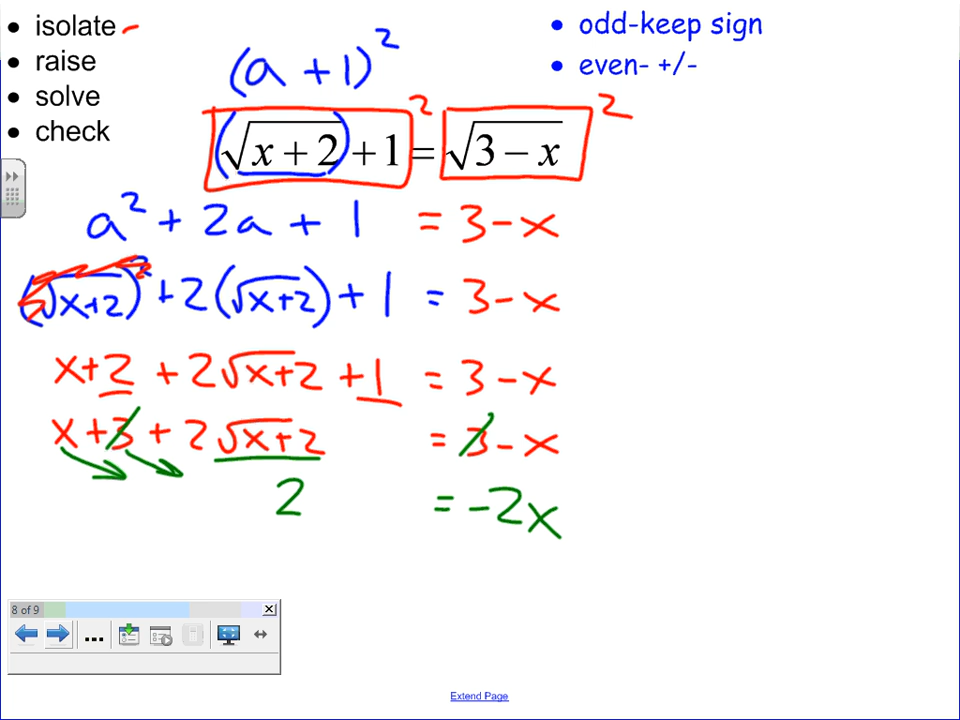 • isolate
• raise
• solve
• check
• odd-keep sign
• even- +/-
(a + 1)²
(√x + 2) + 1 ² = √3 − x ²
a² + 2a + 1 = 3 - x
(√x+2)² + 2(√x+2) + 1 = 3 - x
x + 2 + 2√x+2 + 1 = 3 - x
x + 3 + 2√x+2 = 3 - x
2 = -2x
8 of 9
...
Extend Page